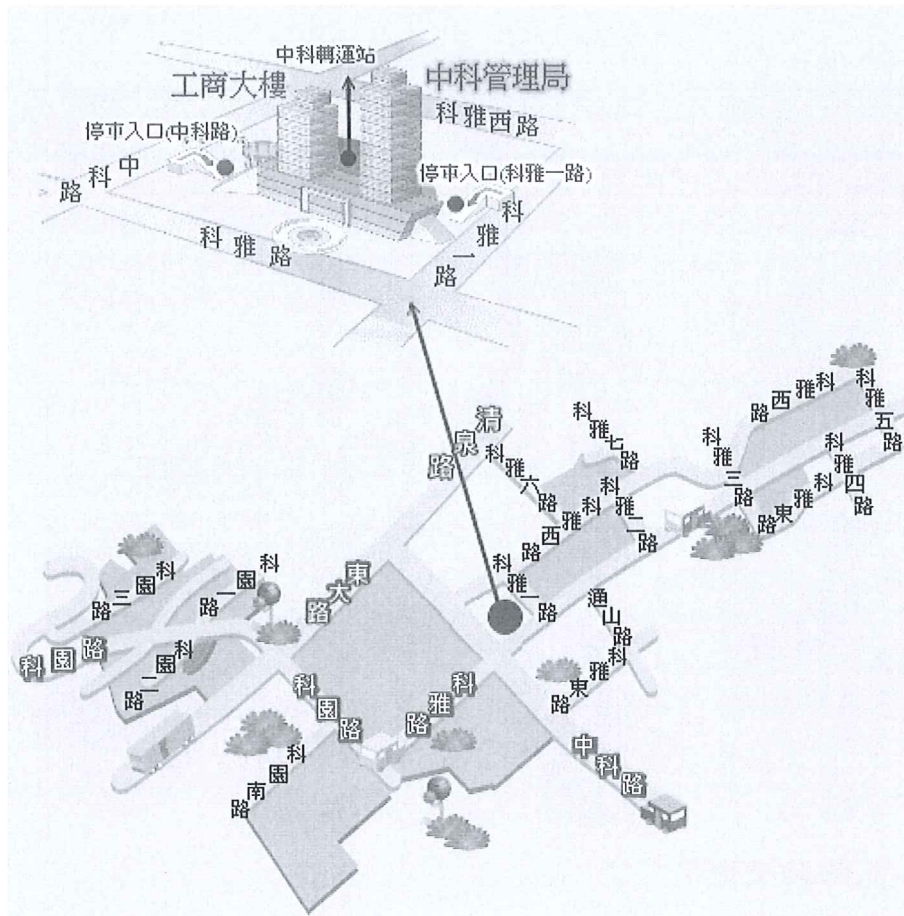 中科轉運站
工商大樓
中科管理局
科雅西路
停車入口(中科路)
中科路
停車入口(科雅一路)
科雅一路
科雅路
清泉路
科雅六路
科雅七路
科雅西路
科雅二路
科雅一路
科雅三路
科雅西路
科雅五路
科雅四路
科雅東路
通山路
科雅東路
東大路
科園三路
科園一路
科園路
科園二路
科園路
科雅路
科園南路
中科路